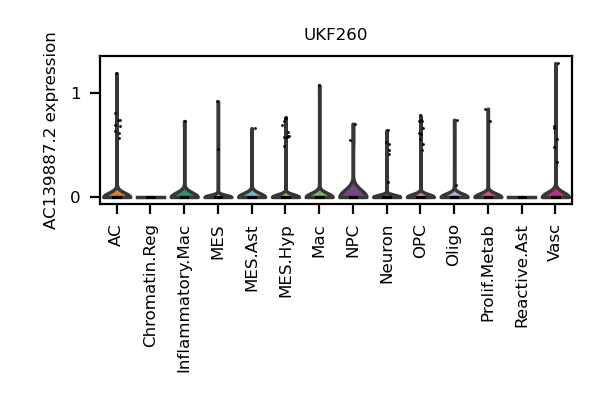 UKF260
AC139887.2 expression
1
0
AC
Chromatin.Reg
Inflammatory.Mac
MES
MES.Ast
MES.Hyp
Mac
NPC
Neuron
OPC
Oligo
Prolif.Metab
Reactive.Ast
Vasc